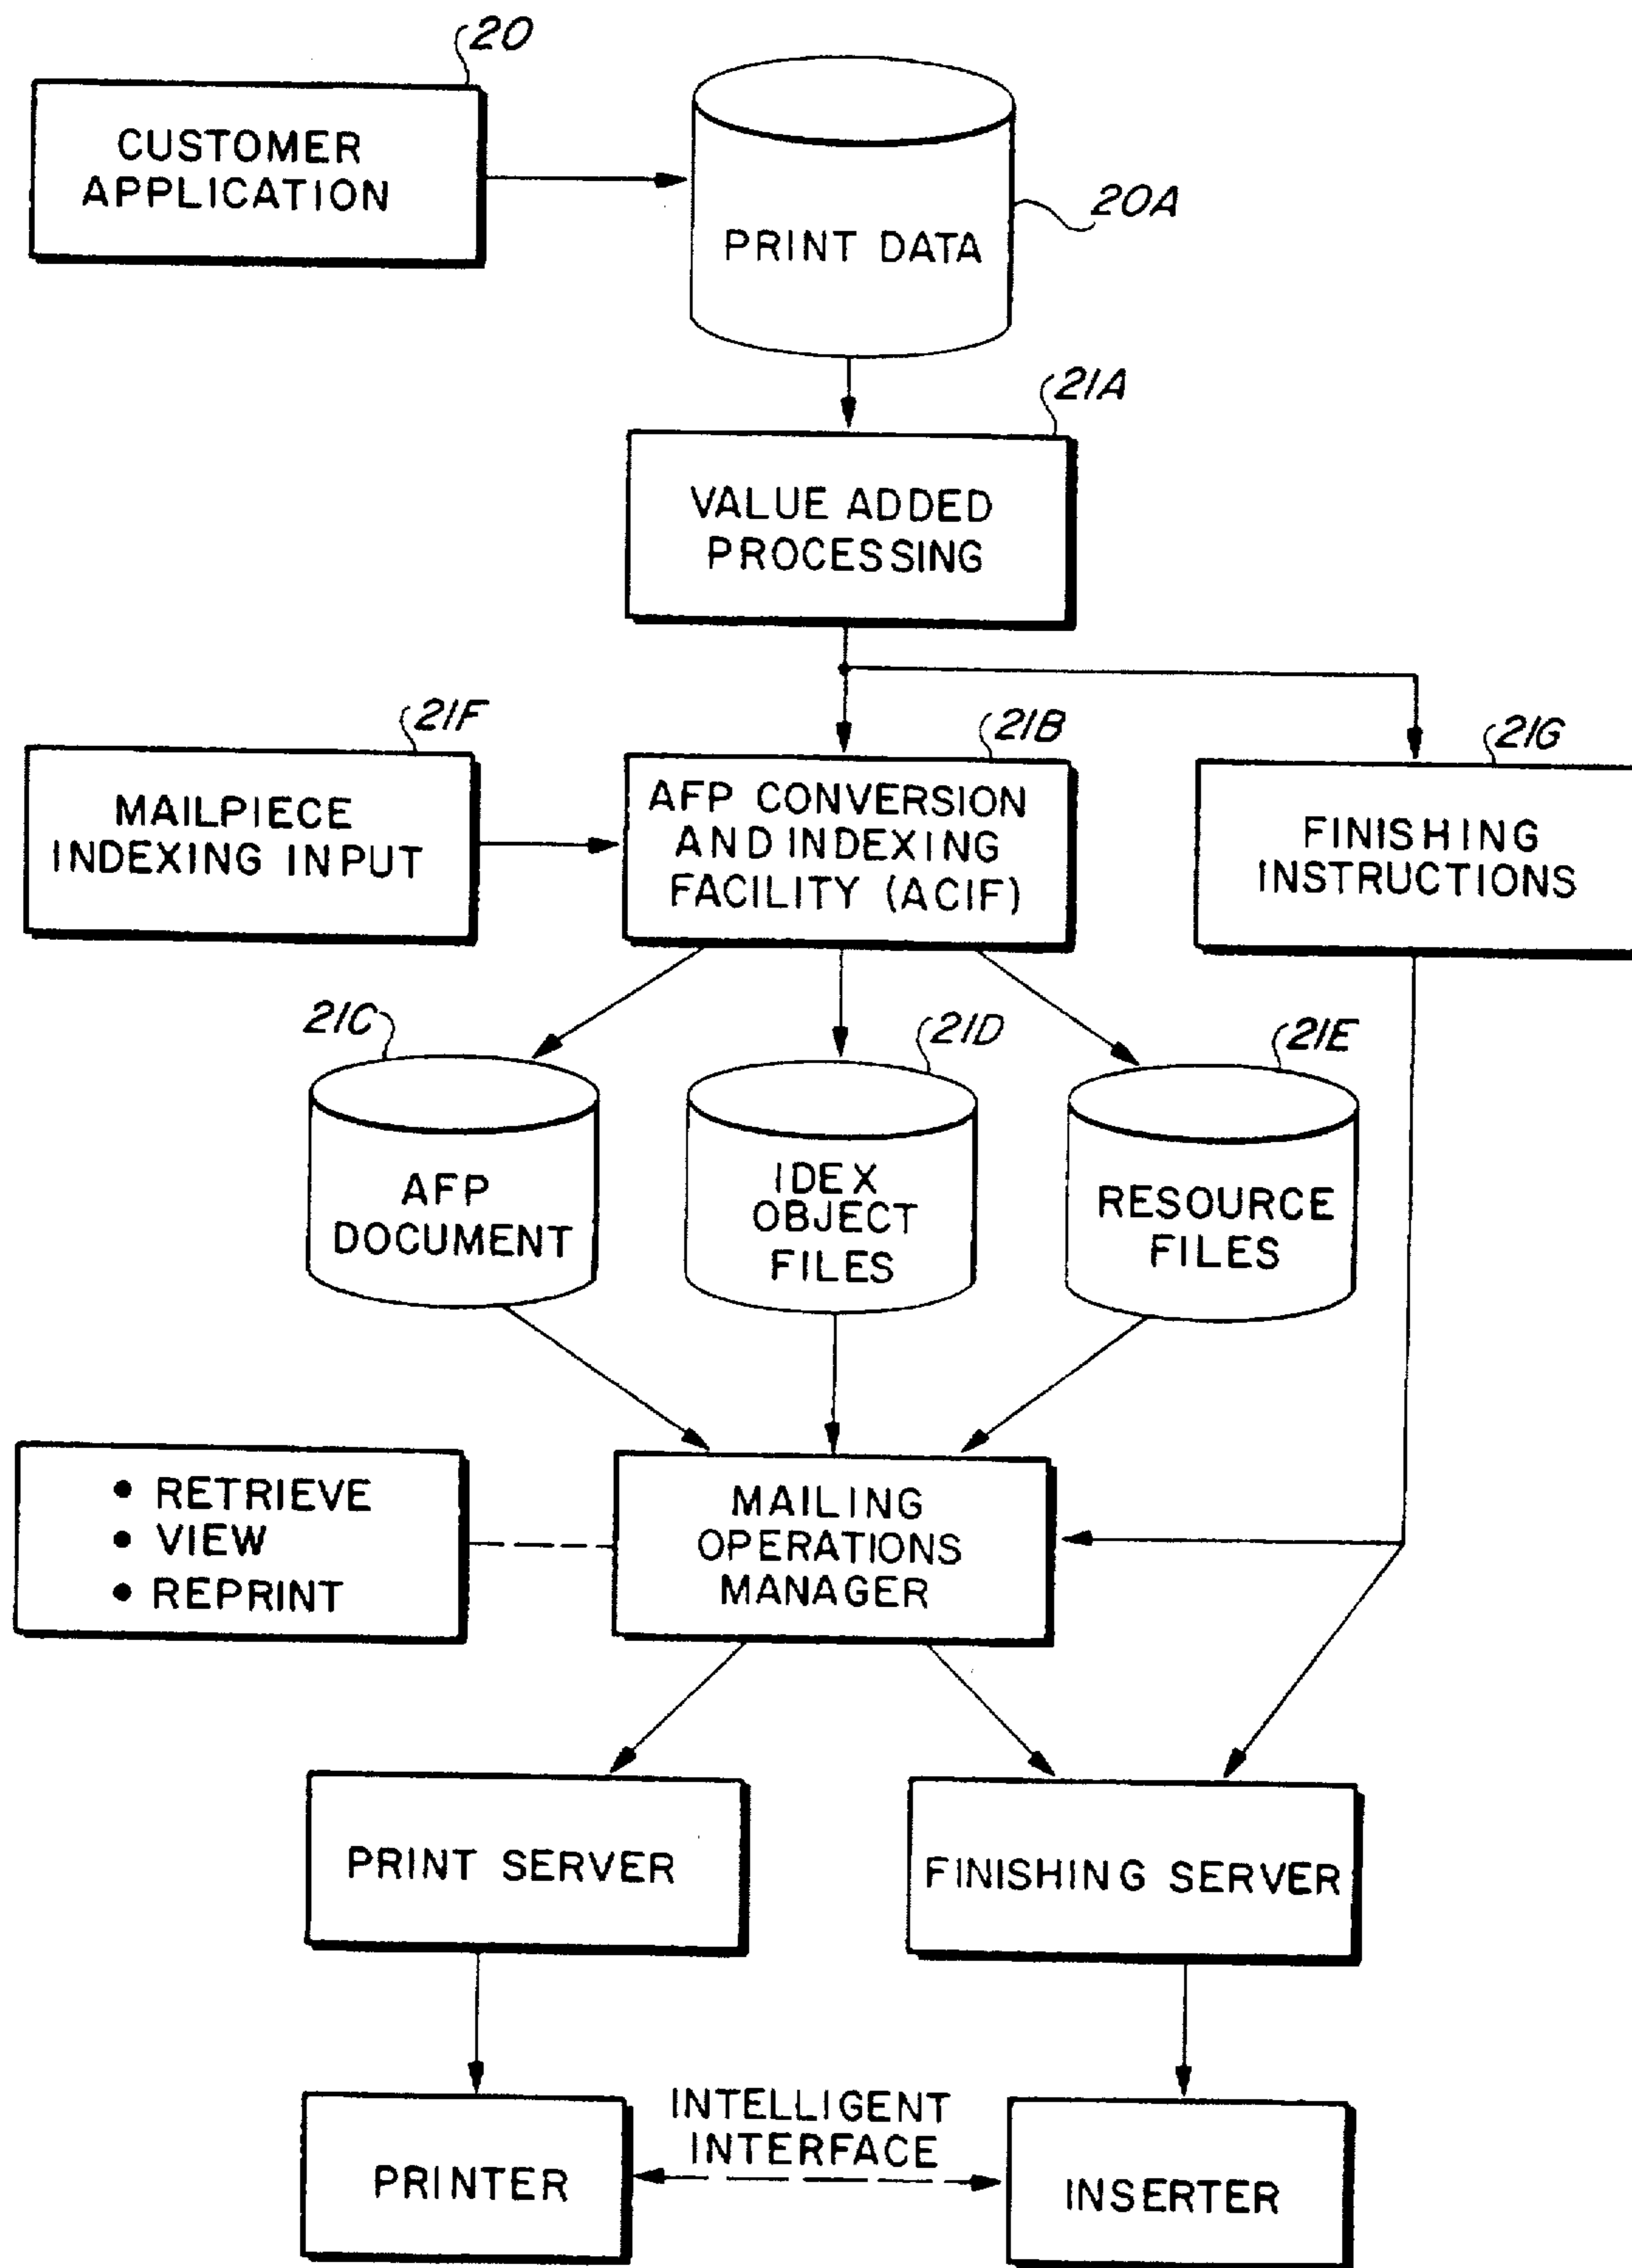 20
CUSTOMER
APPLICATION
20A
PRINT DATA
21A
VALUE ADDED
PROCESSING
21F
MAILPIECE
INDEXING INPUT
21B
AFP CONVERSION
AND INDEXING
FACILITY (ACIF)
21G
FINISHING
INSTRUCTIONS
21C
AFP
DOCUMENT
21D
IDEX
OBJECT
FILES
21E
RESOURCE
FILES
• RETRIEVE
• VIEW
• REPRINT
MAILING
OPERATIONS
MANAGER
PRINT SERVER
FINISHING SERVER
PRINTER
INTELLIGENT
INTERFACE
INSERTER